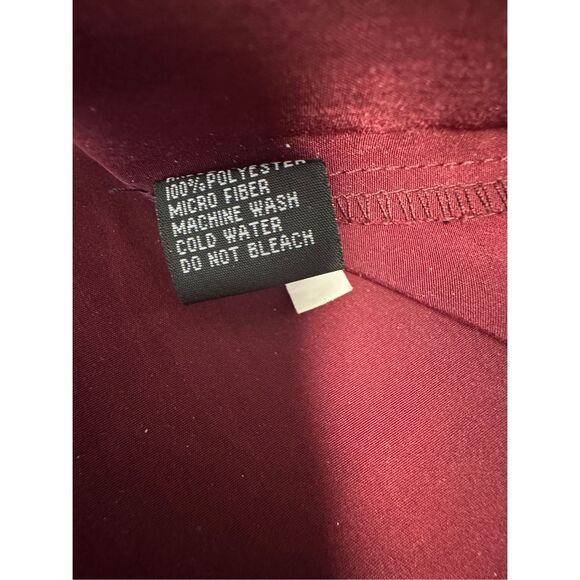 100% POLYESTER
MICRO FIBER
MACHINE WASH
COLD WATER
DO NOT BLEACH